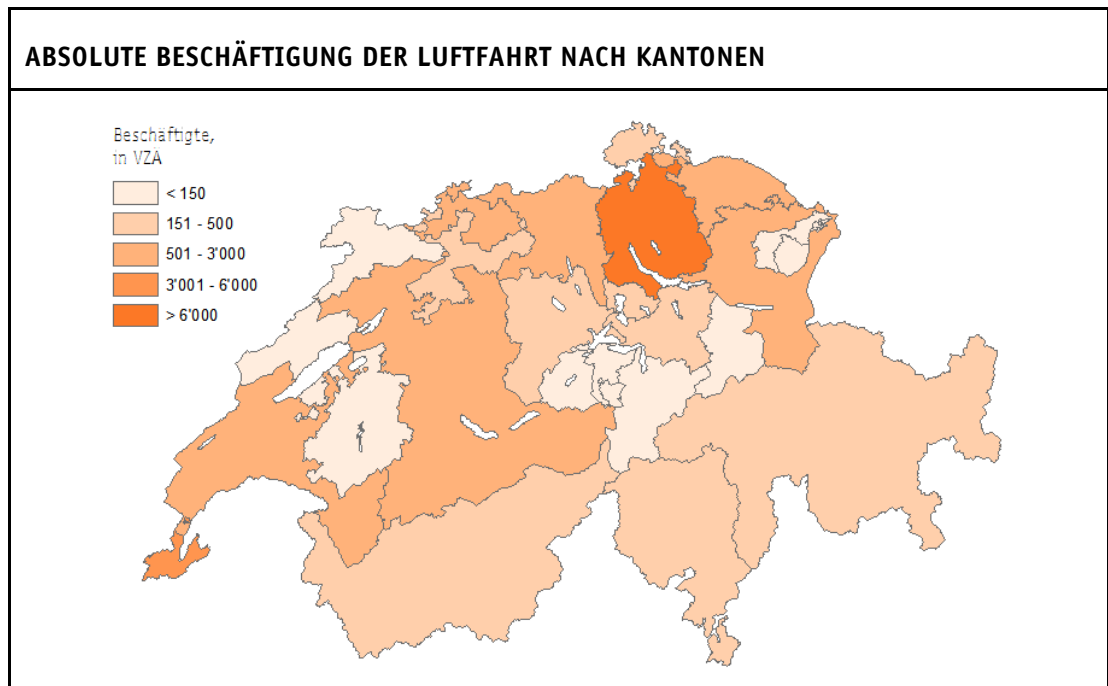 ABSOLUTE BESCHÄFTIGUNG DER LUFTFAHRT NACH KANTONEN
Beschäftigte,
in VZÄ
< 150
151 - 500
501 - 3'000
3'001 - 6'000
> 6'000